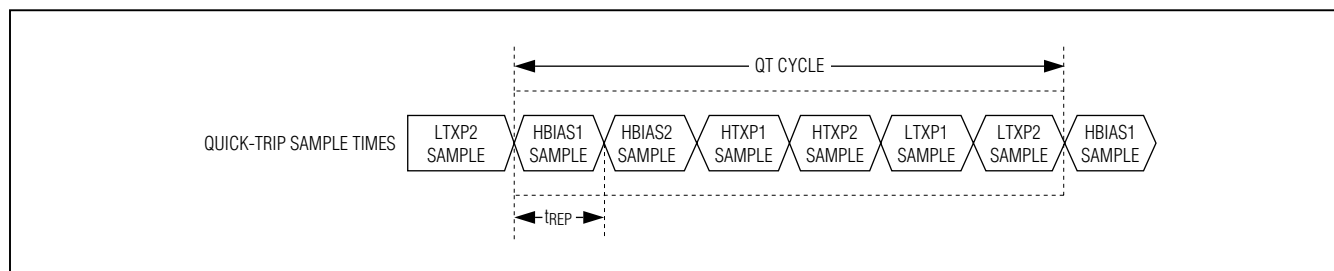 QT CYCLE
QUICK-TRIP SAMPLE TIMES
LTXP2
SAMPLE
HBIAS1
SAMPLE
HBIAS2
SAMPLE
HTXP1
SAMPLE
HTXP2
SAMPLE
LTXP1
SAMPLE
LTXP2
SAMPLE
HBIAS1
SAMPLE
tREP